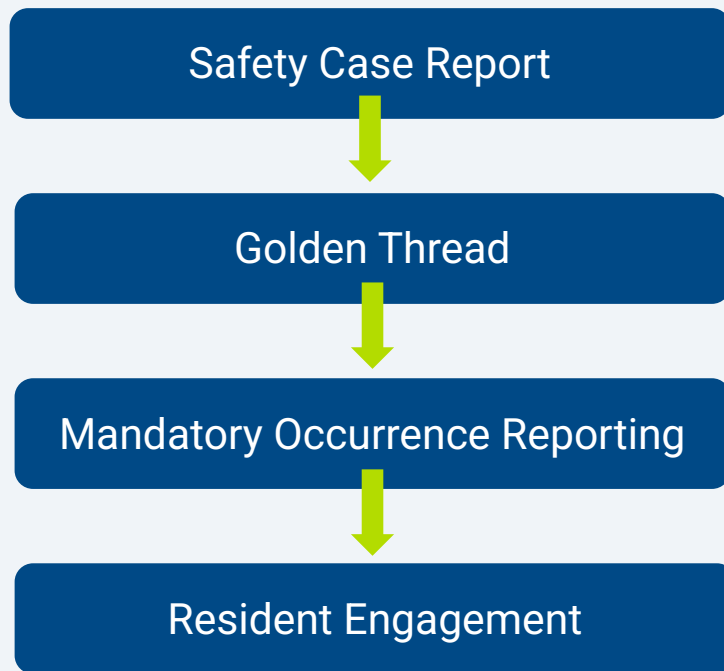 Safety Case Report
Golden Thread
Mandatory Occurrence Reporting
Resident Engagement